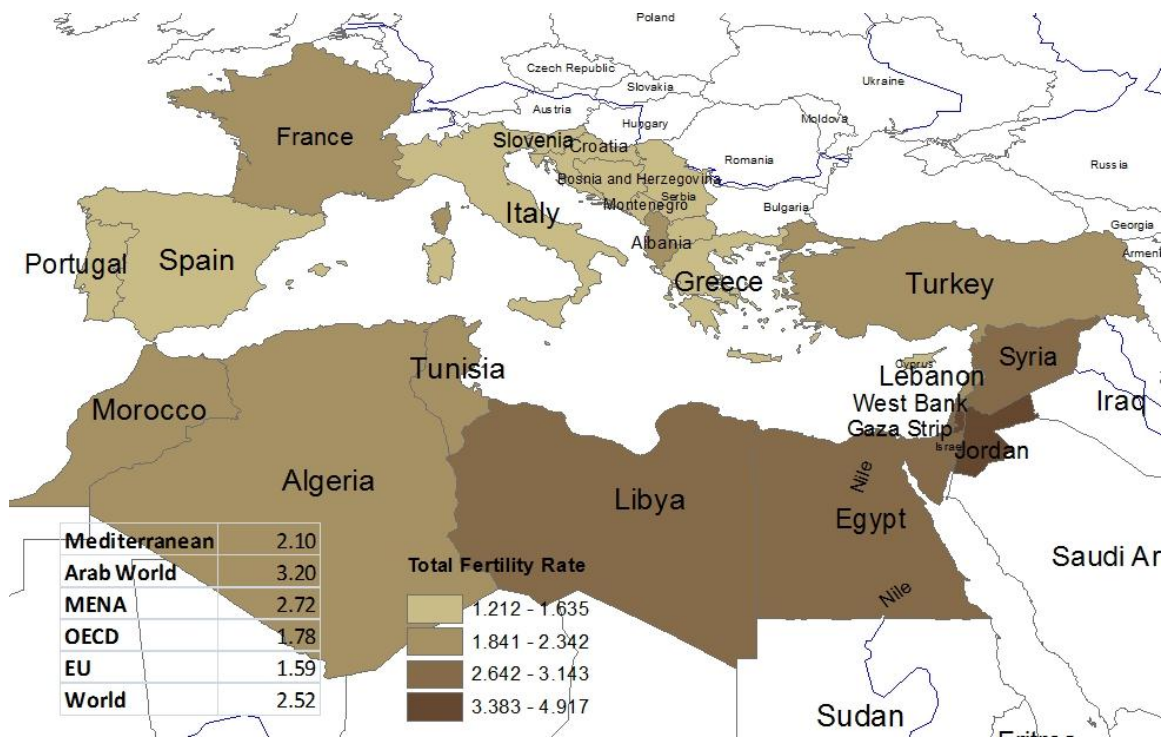 Poland
Czech Republic
Slovakia
Ukraine
Austria
Hungary
Moldova
France
Slovenia
Croatia
Romania
Russia
Bosnia and Herzegovina
Serbia
Montenegro
Bulgaria
Italy
Georgia
Albania
Armen
Portugal
Spain
Greece
Turkey
Tunisia
Cyprus
Syria
Lebanon
Morocco
West Bank
Iraq
Gaza Strip
Israel
Jordan
Algeria
Nile
Libya
Egypt
Saudi Ar
Nile
Sudan
Eritrea
Mediterranean 2.10
Arab World 3.20
MENA 2.72
OECD 1.78
EU 1.59
World 2.52
Total Fertility Rate
1.212 - 1.635
1.841 - 2.342
2.642 - 3.143
3.383 - 4.917